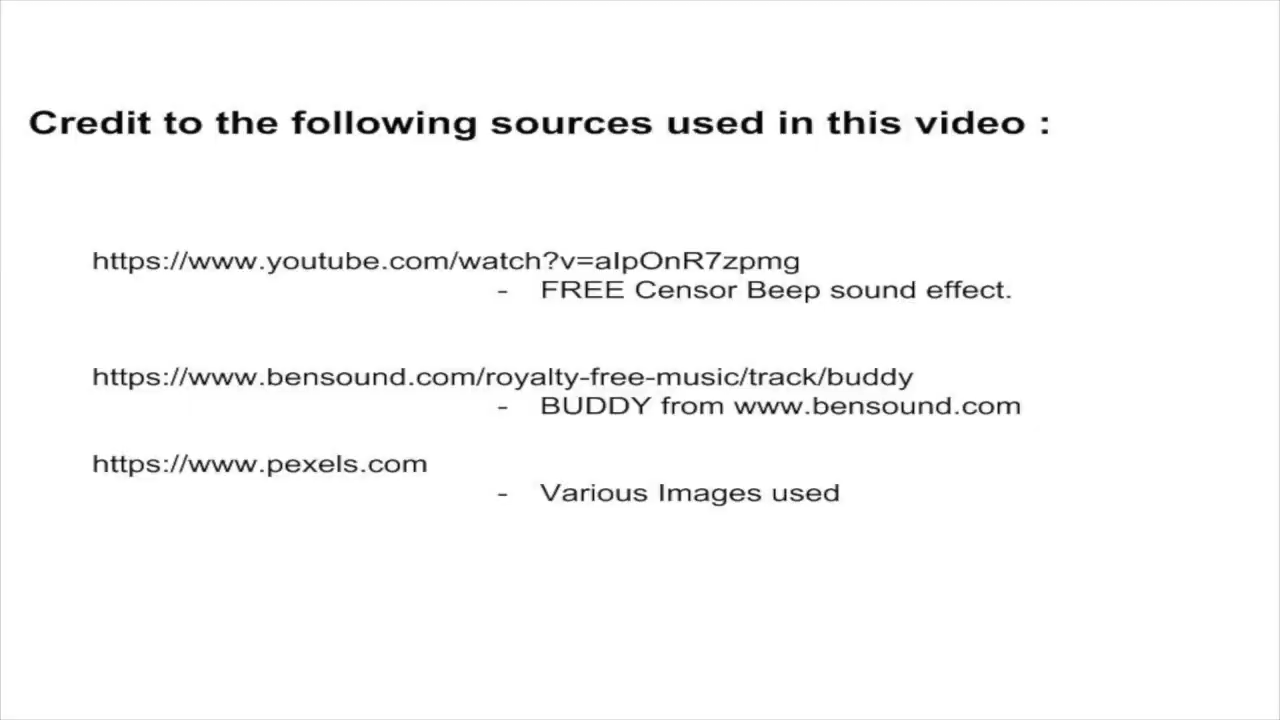 Credit to the following sources used in this video :
https://www.youtube.com/watch?v=aIpOnR7zpmg
- FREE Censor Beep sound effect.
https://www.bensound.com/royalty-free-music/track/buddy
- BUDDY from www.bensound.com
https://www.pexels.com
- Various Images used